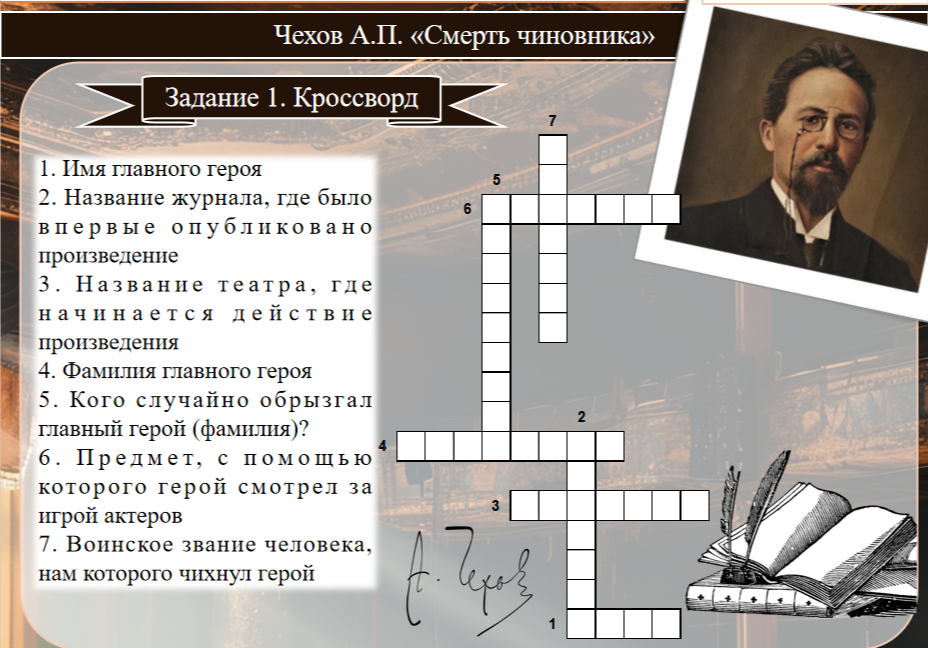 Чехов А.П. «Смерть чиновника»
Задание 1. Кроссворд
1. Имя главного героя
2. Название журнала, где было
впервые опубликовано
произведение
3. Название театра, где
начинается действие
произведения
4. Фамилия главного героя
5. Кого случайно обрызгал
главный герой (фамилия)?
6. Предмет, с помощью
которого герой смотрел за
игрой актеров
7. Воинское звание человека,
нам которого чихнул герой
7
5
6
2
4
3
1
А. Чехов